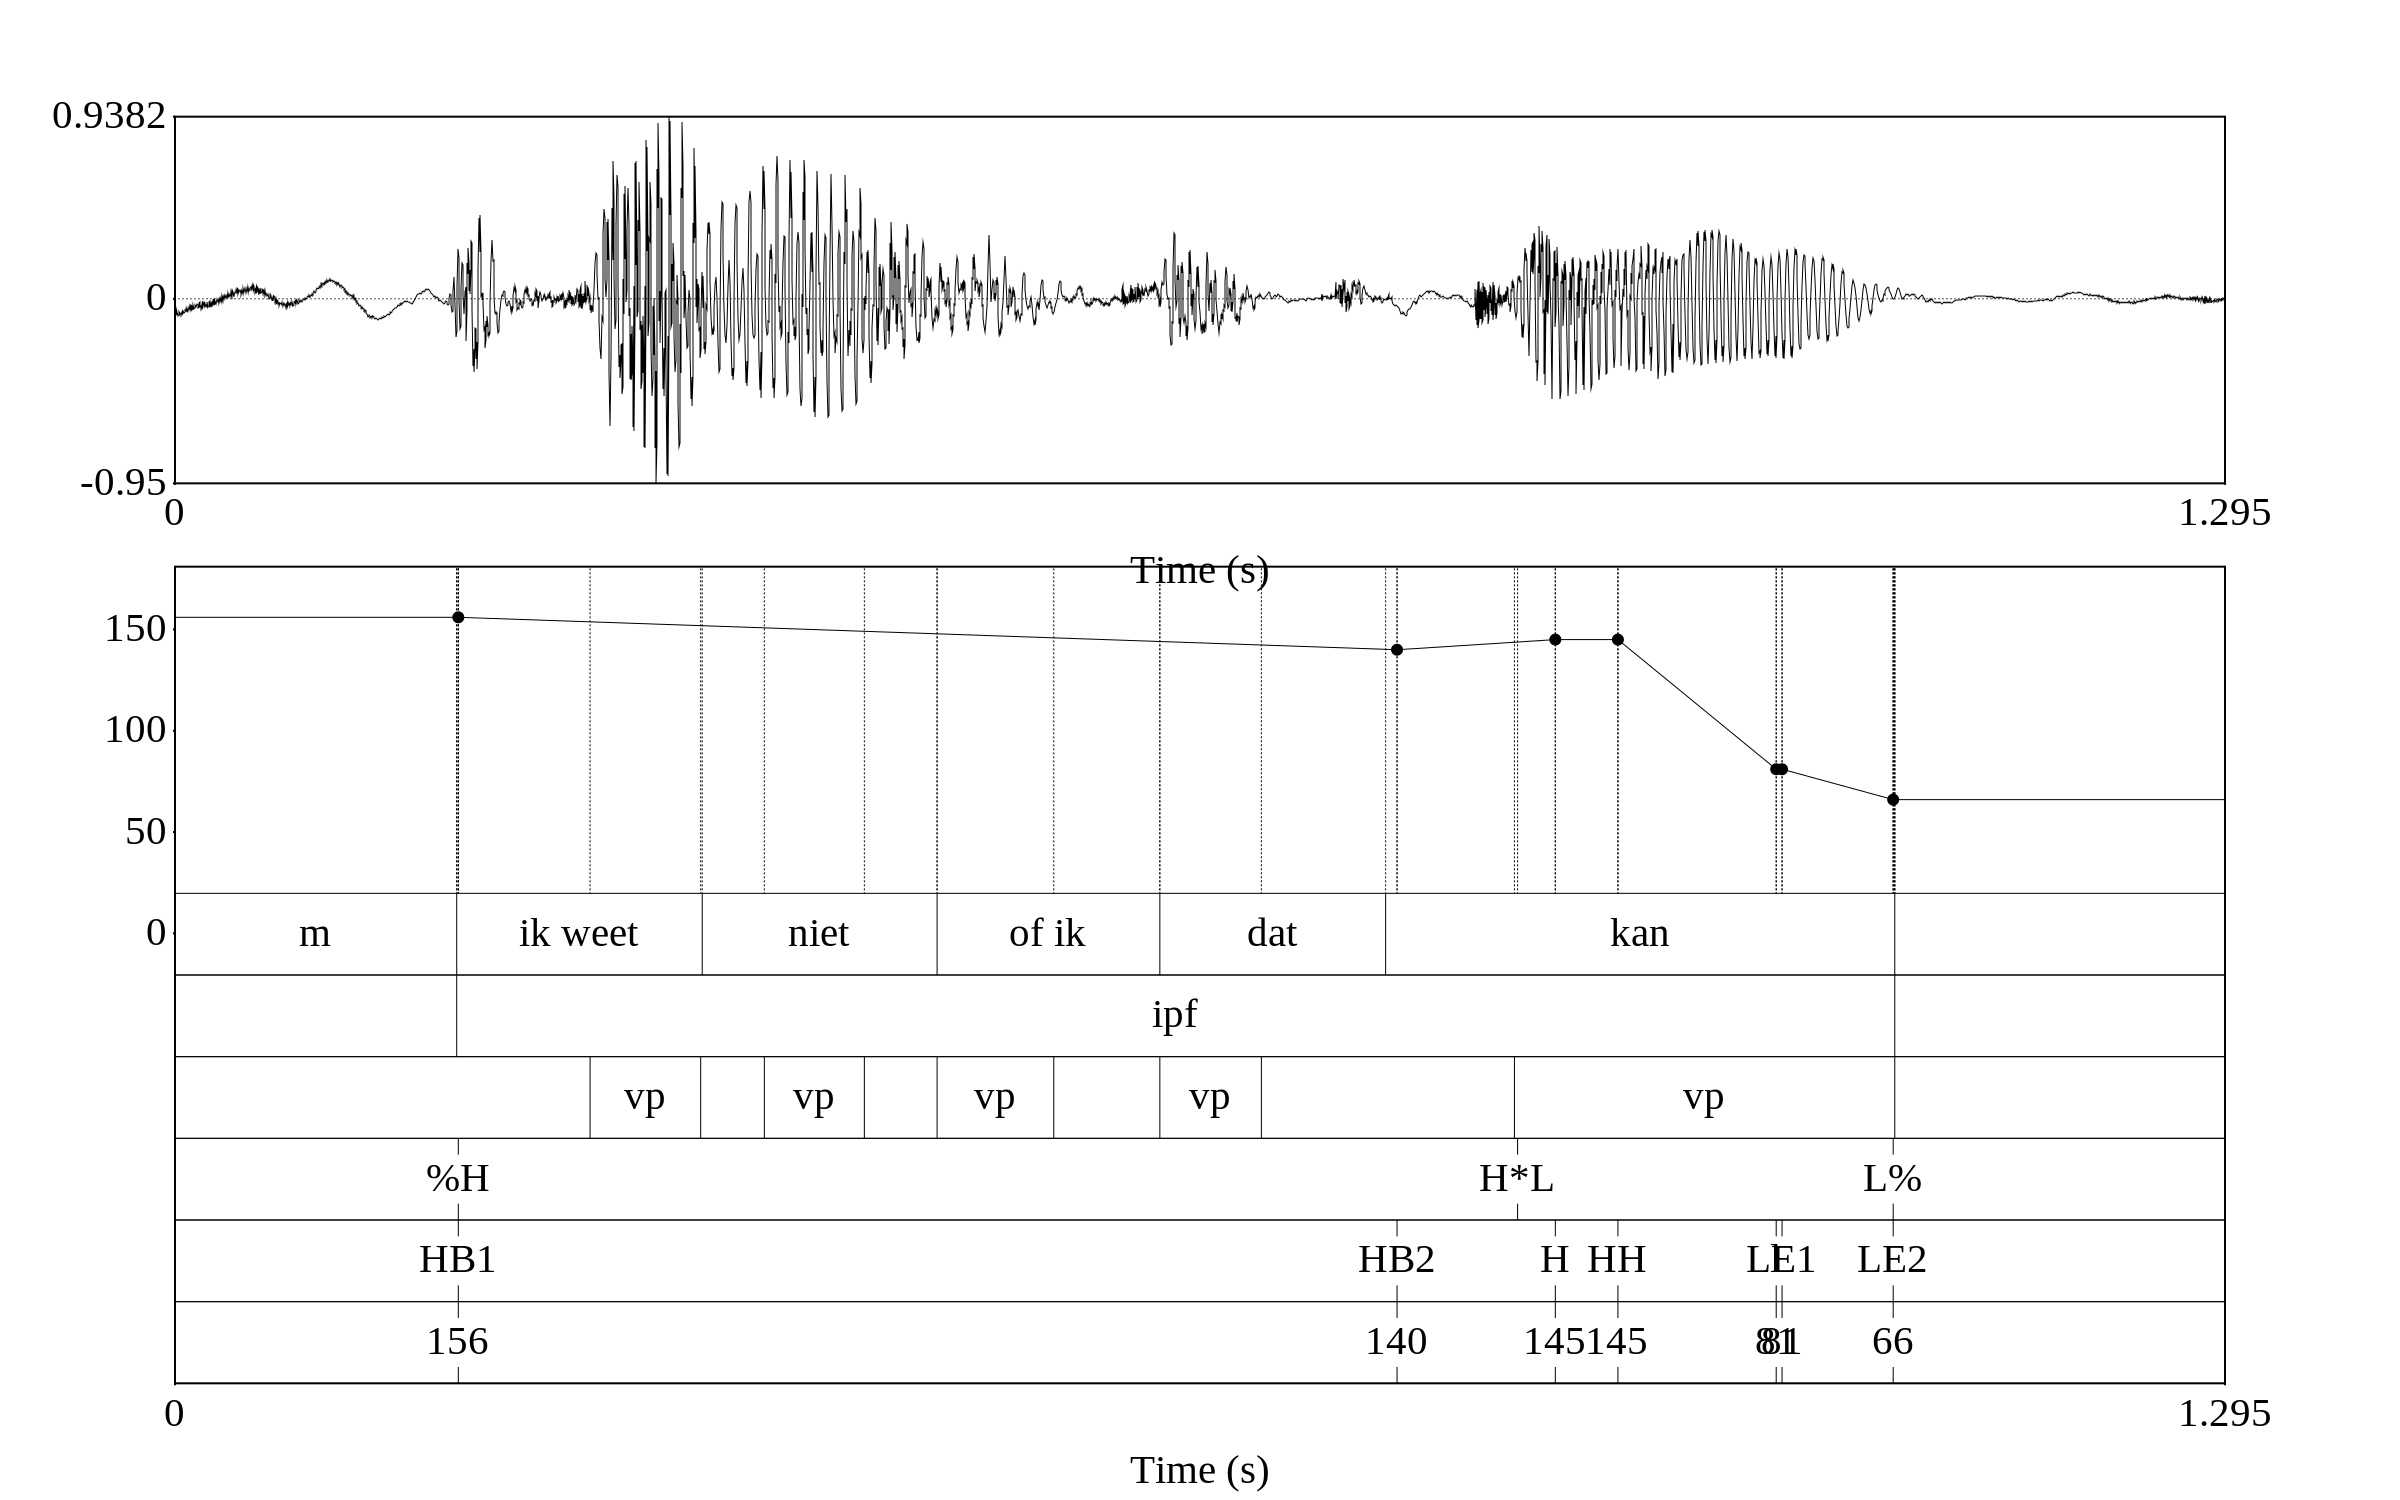 0.9382
0
-0.95
0 1.295
Time (s)
150
100
50
0
m ik weet niet of ik dat kan
ipf
vp vp vp vp vp
%H H*L L%
HB1 HB2 H HH L LE1 LE2
156 140 145 145 81 81 66
0 1.295
Time (s)